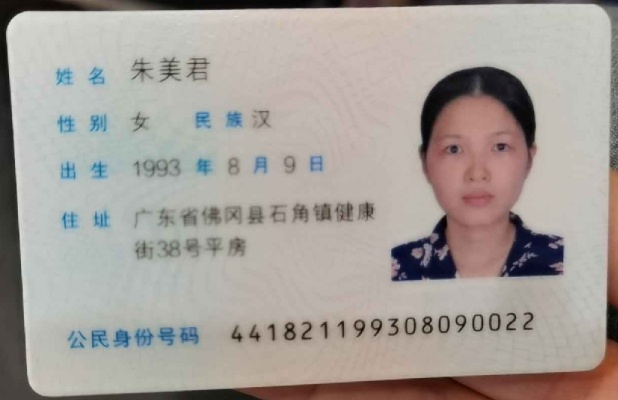 姓名 朱美君
性别 女 民族 汉
出生 1993 年 8 月 9 日
住址 广东省佛冈县石角镇健康
街38号平房
公民身份号码 441821199308090022